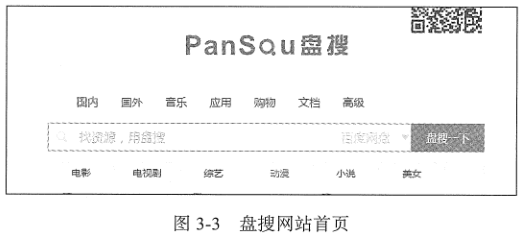 PanSou盘搜
国内 国外 音乐 应用 购物 文档 高级
找资源，用盘搜 百度网盘 盘搜一下
电影 电视剧 综艺 动漫 小说 美女
图 3-3 盘搜网站首页